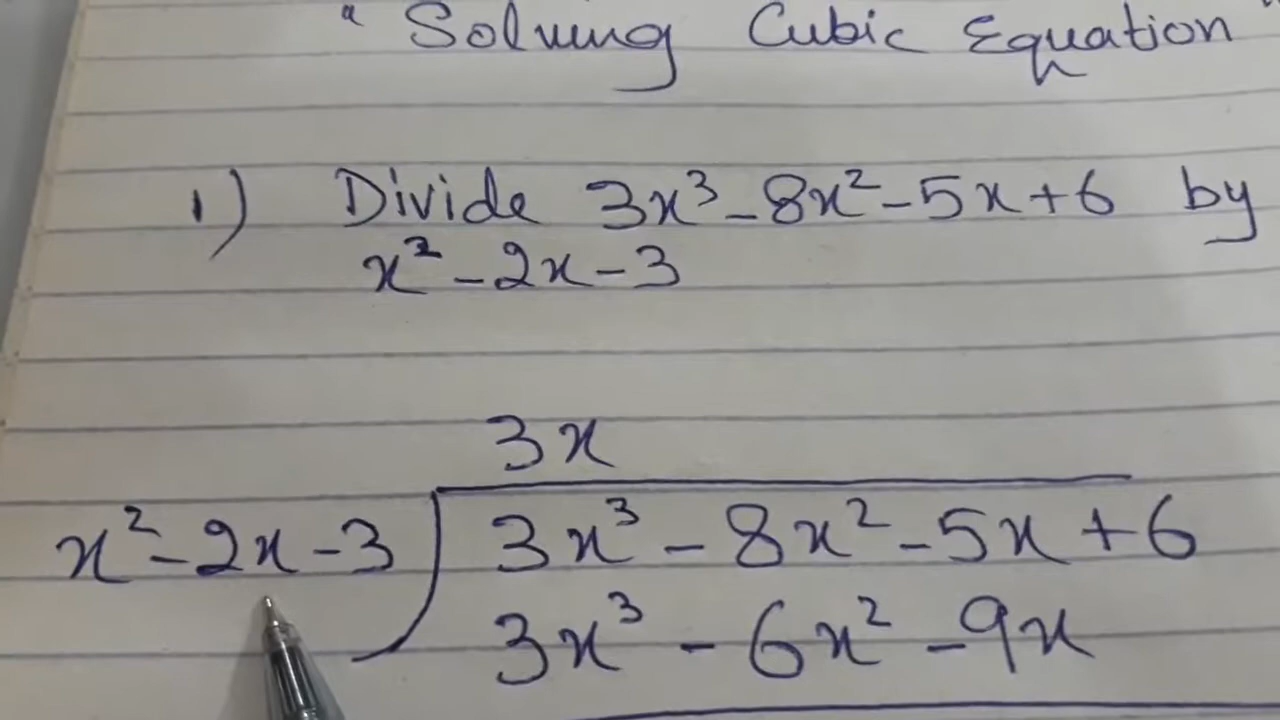 "Solving Cubic Equation"
1) Divide 3x³ - 8x² - 5x + 6 by
x² - 2x - 3
3x
x² - 2x - 3 ) 3x³ - 8x² - 5x + 6
3x³ - 6x² - 9x